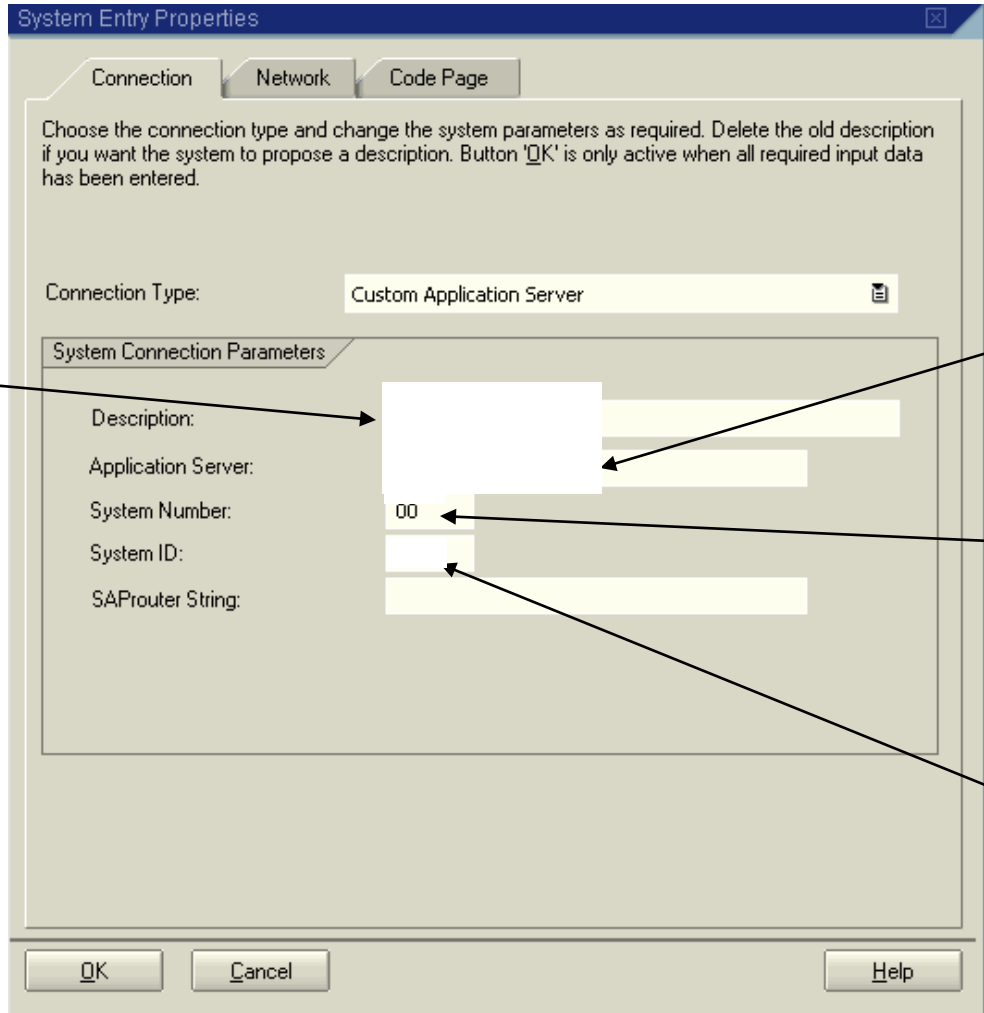 System Entry Properties
Connection
Network
Code Page
Choose the connection type and change the system parameters as required. Delete the old description
if you want the system to propose a description. Button 'OK' is only active when all required input data
has been entered.
Connection Type:
Custom Application Server
System Connection Parameters
Description:
Application Server:
System Number:
00
System ID:
SAProuter String:
OK
Cancel
Help